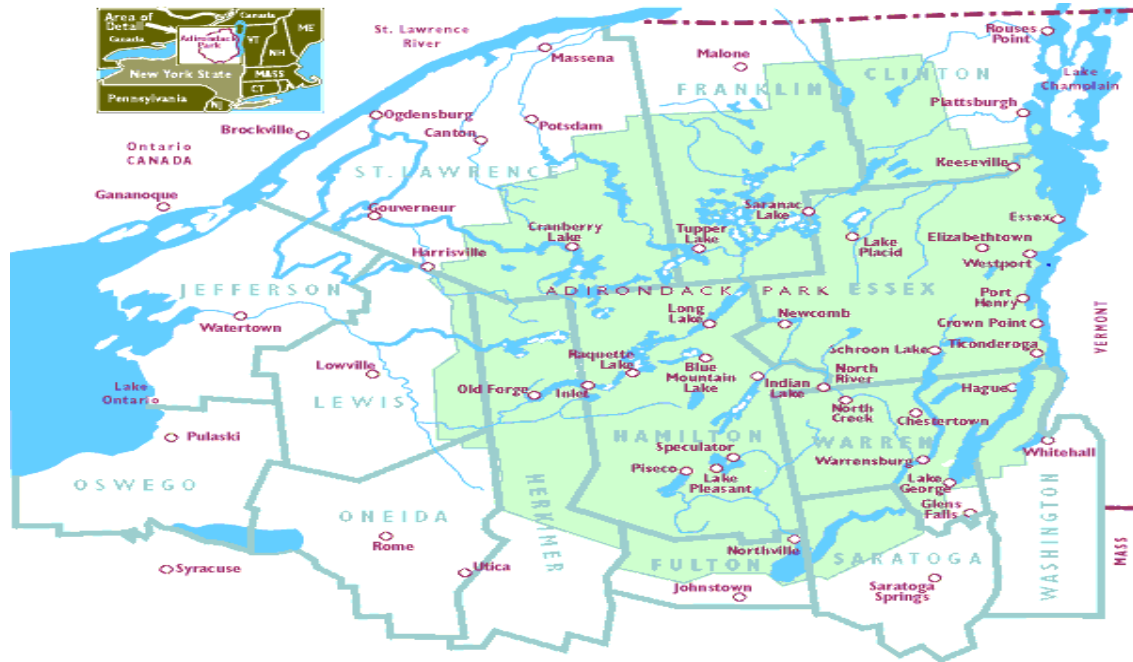 Area of
Detail
Canada
Canada
ME
Adirondack
Park
VT
NH
New York State
MASS
CT
Pennsylvania
NJ
St. Lawrence
River
Massena
Malone
Rouses
Point
CLINTON
FRANKLIN
Lake
Champlain
Plattsburgh
Ogdensburg
Brockville
Canton
Potsdam
Ontario
CANADA
ST. LAWRENCE
Keeseville
Gananoque
Gouverneur
Saranac
Lake
Essex
Cranberry
Lake
Tupper
Lake
Lake
Placid
Elizabethtown
Westport
Harrisville
JEFFERSON
ADIRONDACK PARK
ESSEX
Port
Henry
Watertown
Long
Lake
Newcomb
Crown Point
VERMONT
Schroon Lake
Ticonderoga
Lowville
Raquette
Lake
Blue
Mountain
Lake
Indian
Lake
North
River
Lake
Ontario
Old Forge
Inlet
Hague
LEWIS
North
Creek
Chestertown
Pulaski
HAMILTON
WARREN
Speculator
Whitehall
Piseco
Lake
Pleasant
Warrensburg
OSWEGO
Lake
George
Glens
Falls
ONEIDA
HERKIMER
WASHINGTON
Rome
Northville
MASS
FULTON
SARATOGA
Syracuse
Utica
Johnstown
Saratoga
Springs